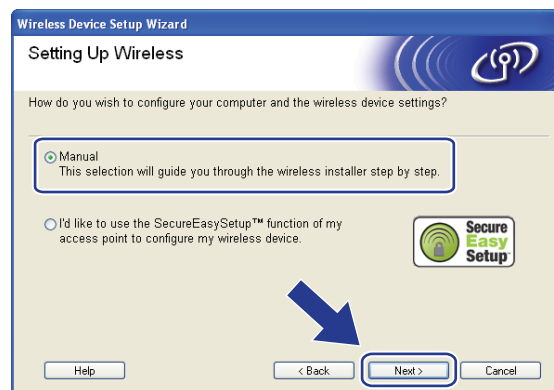 Wireless Device Setup Wizard
Setting Up Wireless
How do you wish to configure your computer and the wireless device settings?
Manual
This selection will guide you through the wireless installer step by step.
I'd like to use the SecureEasySetup™ function of my
access point to configure my wireless device.
Secure
Easy
Setup™
Help
< Back
Next >
Cancel